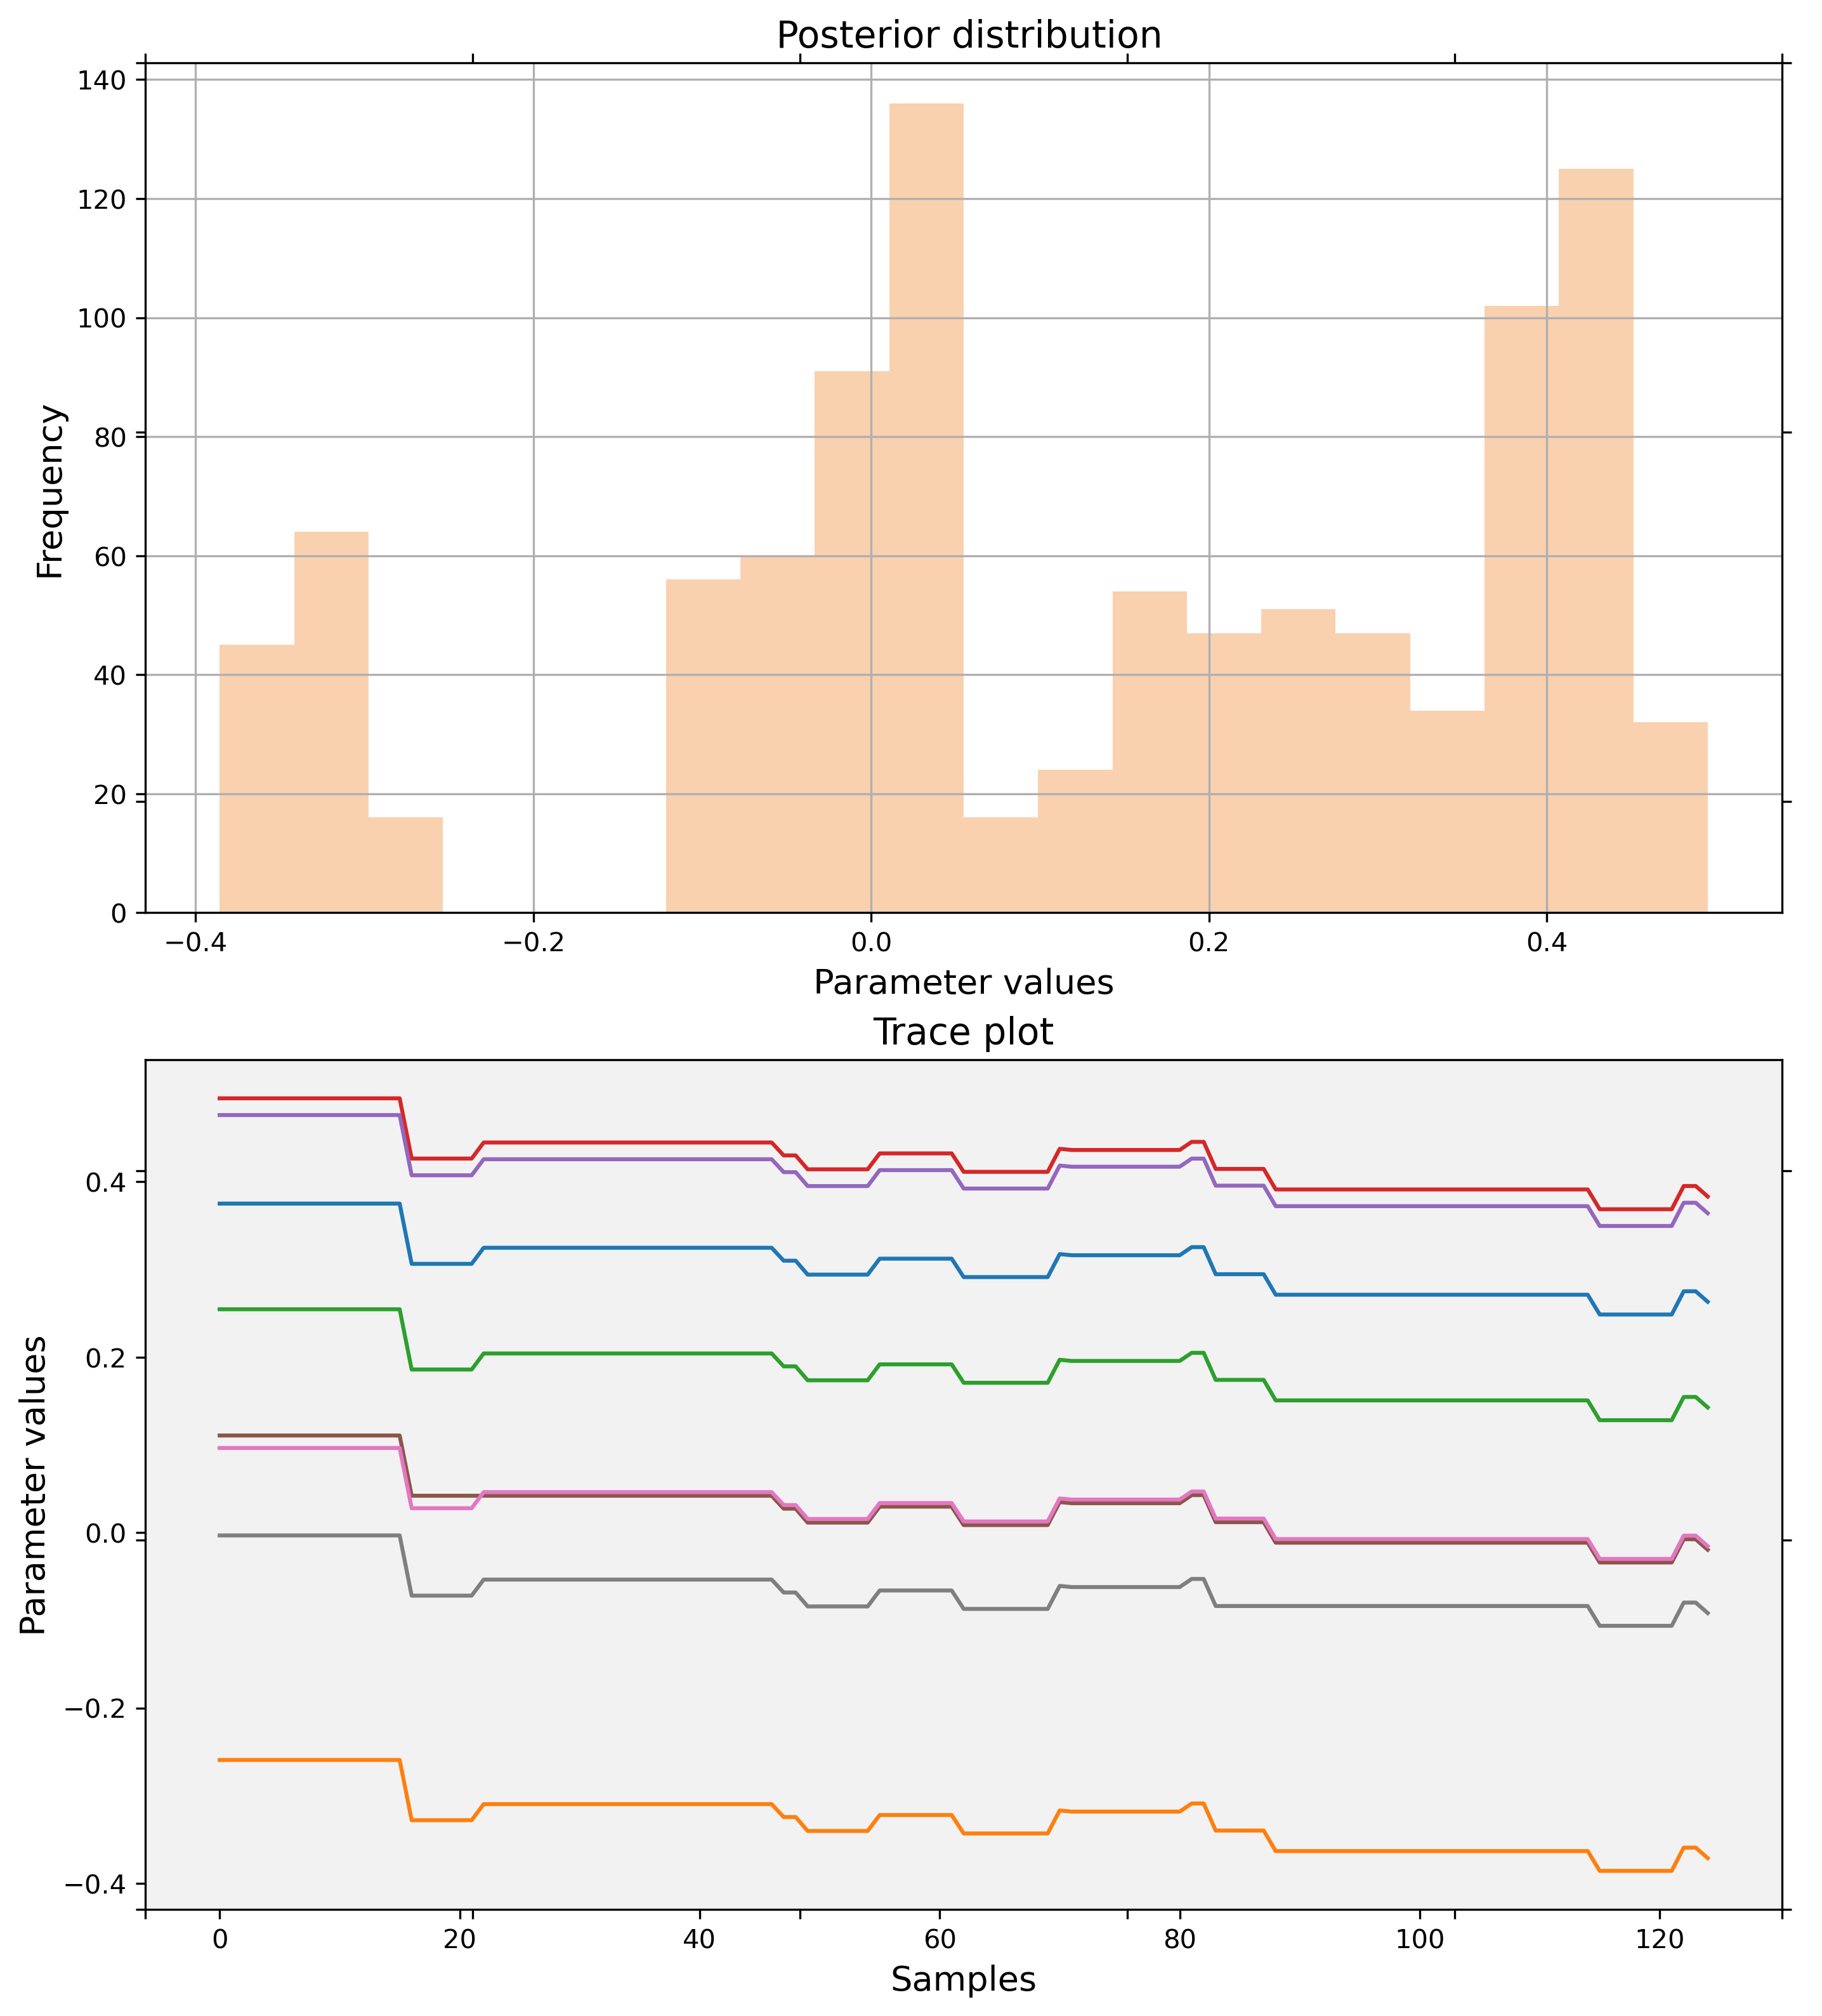 Posterior distribution
140
120
100
80
60
40
20
0
Frequency
−0.4 −0.2 0.0 0.2 0.4
Parameter values
Trace plot
0.4
0.2
0.0
−0.2
−0.4
Parameter values
0 20 40 60 80 100 120
Samples